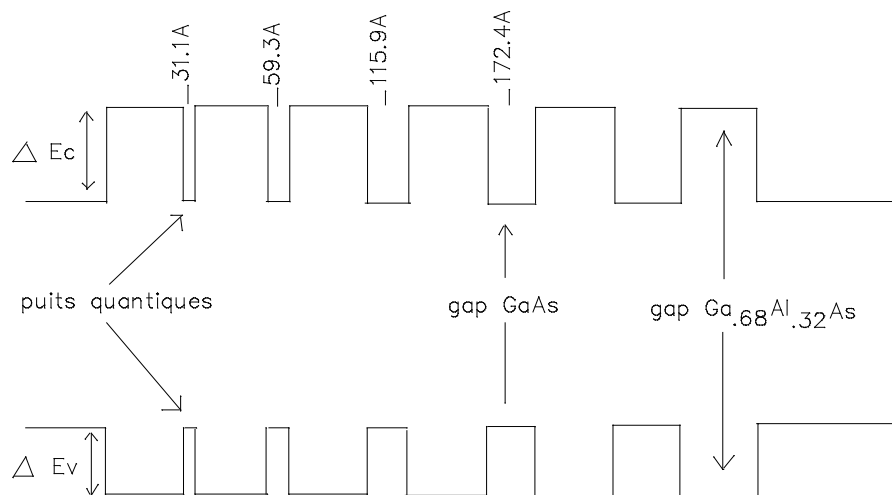 31.1A
59.3A
115.9A
172.4A
△ Ec
puits quantiques
gap GaAs
gap Ga.68Al.32As
△ Ev